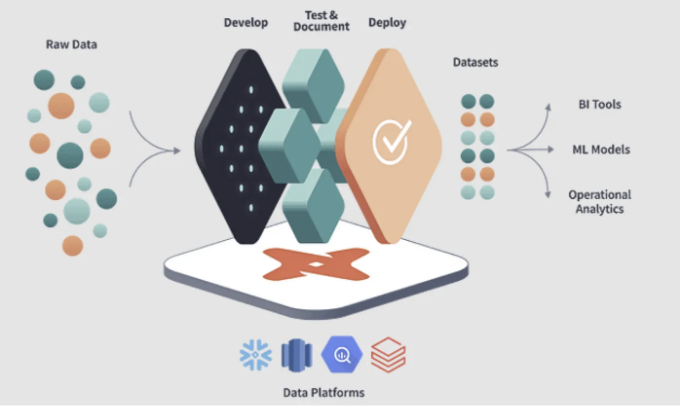 Raw Data
Develop
Test &
Document
Deploy
Datasets
BI Tools
ML Models
Operational
Analytics
Data Platforms